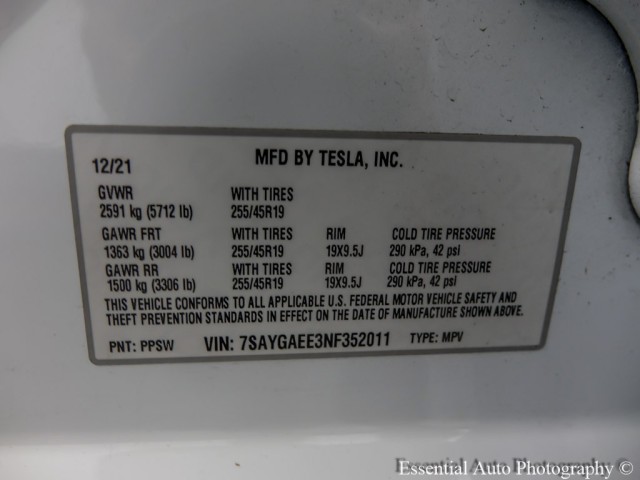 12/21 MFD BY TESLA, INC.
GVWR WITH TIRES
2591 kg (5712 lb) 255/45R19
GAWR FRT WITH TIRES RIM COLD TIRE PRESSURE
1363 kg (3004 lb) 255/45R19 19X9.5J 290 kPa, 42 psi
GAWR RR WITH TIRES RIM COLD TIRE PRESSURE
1500 kg (3306 lb) 255/45R19 19X9.5J 290 kPa, 42 psi
THIS VEHICLE CONFORMS TO ALL APPLICABLE U.S. FEDERAL MOTOR VEHICLE SAFETY AND
THEFT PREVENTION STANDARDS IN EFFECT ON THE DATE OF MANUFACTURE SHOWN ABOVE.
PNT: PPSW VIN: 7SAYGAEE3NF352011 TYPE: MPV
Essential Auto Photography ©